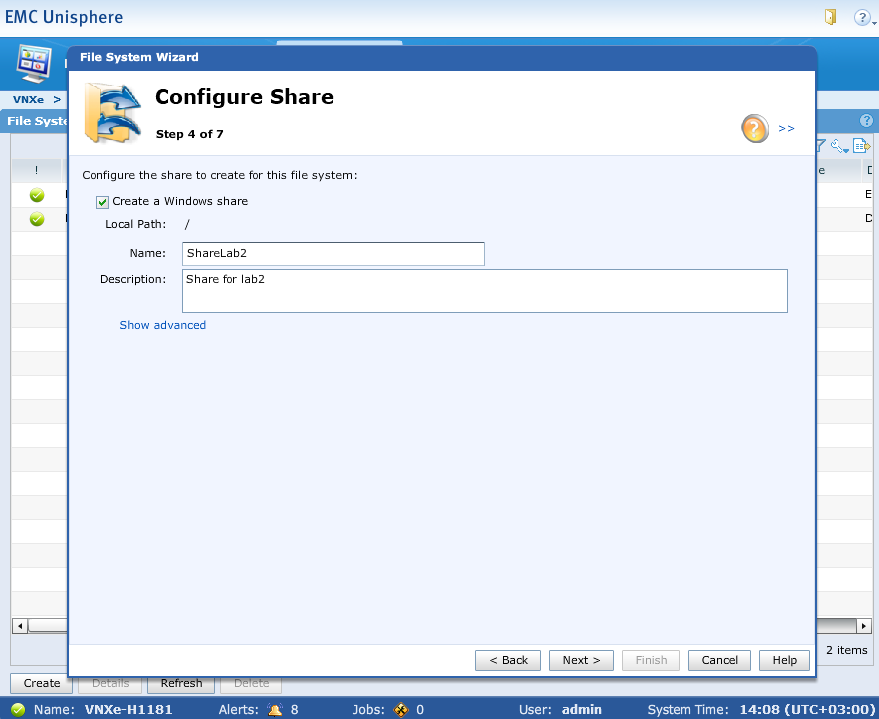 EMC Unisphere
?
File System Wizard
Configure Share
Step 4 of 7
? >>
VNXe >
File Syste
?
!
e
Configure the share to create for this file system:
Create a Windows share
Local Path: /
Name: ShareLab2
Description: Share for lab2
Show advanced
< Back Next > Finish Cancel Help
2 items
Create Details Refresh Delete
Name: VNXe-H1181 Alerts: 8 Jobs: 0 User: admin System Time: 14:08 (UTC+03:00)